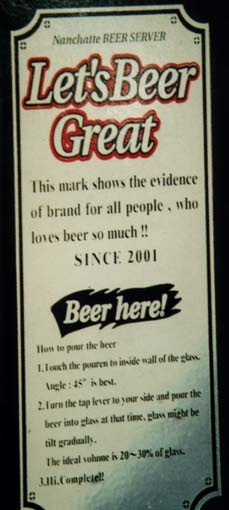 Nanchatte BEER SERVER
Let's Beer
Great
This mark shows the evidence
of brand for all people , who
loves beer so much !!
SINCE 2001
Beer here!
How to pour the beer
1.Touch the pouren to inside wall of the glass.
Angle : 45° is best.
2.Turn the tap lever to your side and pour the
beer into glass at that time, glass might be
tilt gradually.
The ideal volume is 20～30% of glass.
3.Hi.Complete!